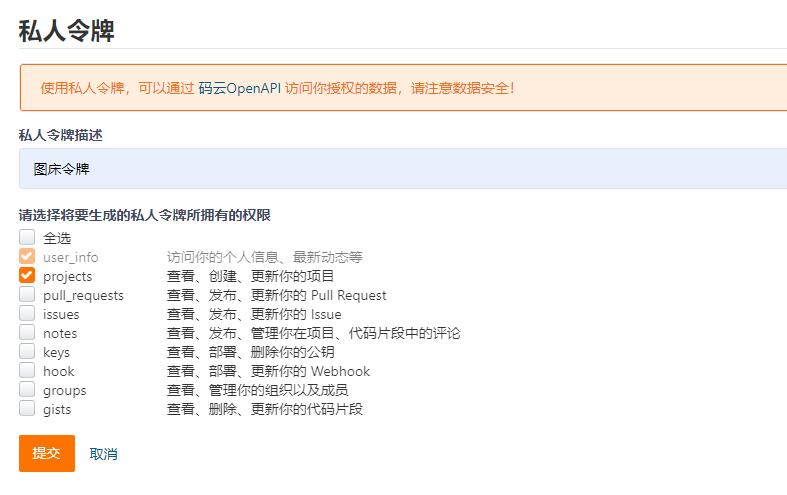 私人令牌
使用私人令牌，可以通过 码云OpenAPI 访问你授权的数据，请注意数据安全！
私人令牌描述
图床令牌
请选择将要生成的私人令牌所拥有的权限
全选
user_info 访问你的个人信息、最新动态等
projects 查看、创建、更新你的项目
pull_requests 查看、发布、更新你的 Pull Request
issues 查看、发布、更新你的 Issue
notes 查看、发布、管理你在项目、代码片段中的评论
keys 查看、部署、删除你的公钥
hook 查看、部署、更新你的 Webhook
groups 查看、管理你的组织以及成员
gists 查看、删除、更新你的代码片段
提交 取消